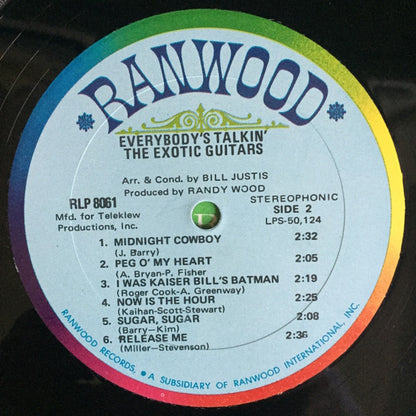 RANWOOD
EVERYBODY'S TALKIN'
THE EXOTIC GUITARS
Arr. & Cond. by BILL JUSTIS
Produced by RANDY WOOD
RLP 8061
Mfd. for Teleklew
Productions, Inc.
STEREOPHONIC
SIDE 2
LPS-50,124
1. MIDNIGHT COWBOY 2:32
(J. Barry)
2. PEG O' MY HEART 2:05
(A. Bryan-P. Fisher
3. I WAS KAISER BILL'S BATMAN 2:19
(Roger Cook-A. Greenway)
4. NOW IS THE HOUR 2:25
(Kaihan-Scott-Stewart)
5. SUGAR, SUGAR 2:08
(Barry-Kim)
6. RELEASE ME 2:36
(Miller-Stevenson)
RANWOOD RECORDS, • A SUBSIDIARY OF RANWOOD INTERNATIONAL, INC.